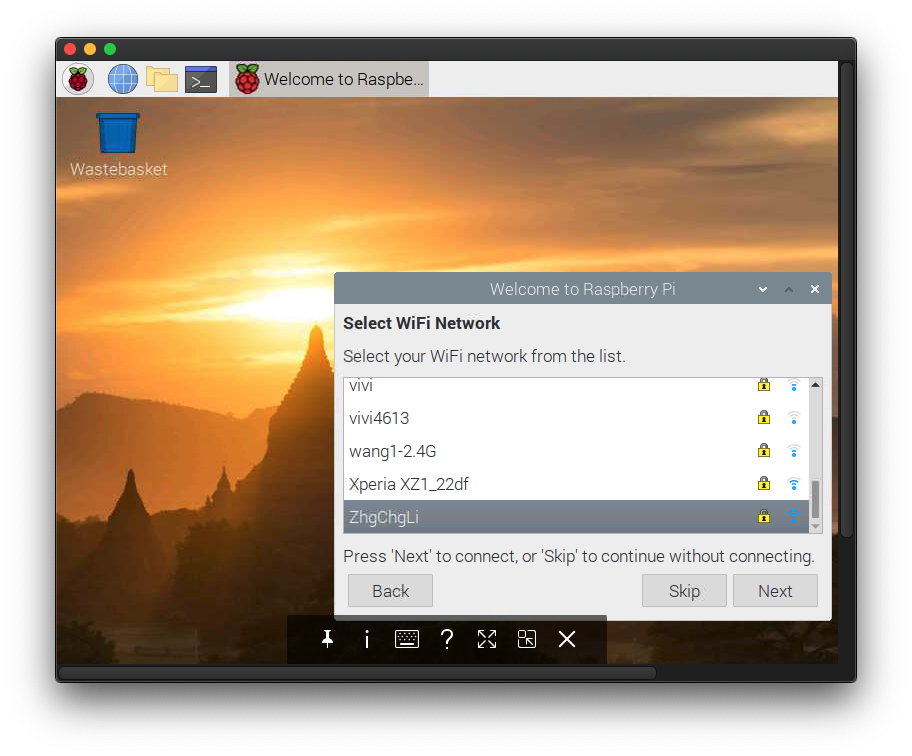 Welcome to Raspbe...
Wastebasket
Welcome to Raspberry Pi
Select WiFi Network
Select your WiFi network from the list.
vivi
vivi4613
wang1-2.4G
Xperia XZ1_22df
ZhgChgLi
Press 'Next' to connect, or 'Skip' to continue without connecting.
Back
Skip
Next